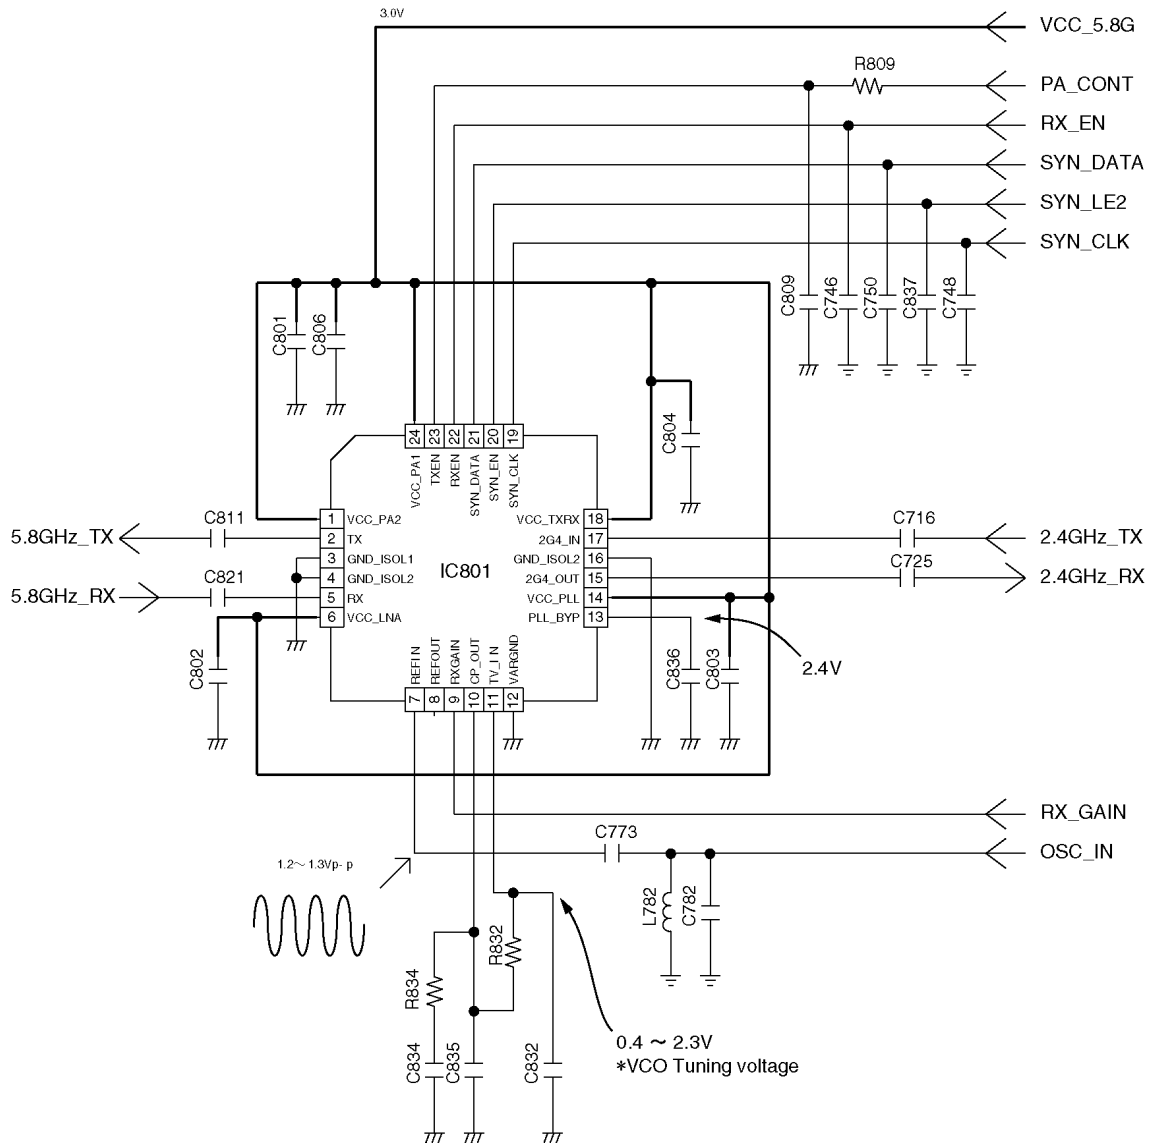 3.0V
VCC_5.8G
R809
PA_CONT
RX_EN
SYN_DATA
SYN_LE2
SYN_CLK
C801
C806
C809
C746
C750
C837
C748
C804
24
23
22
21
20
19
VCC_PA1
TXEN
RXEN
SYN_DATA
SYN_EN
SYN_CLK
5.8GHz_TX
C811
1
VCC_PA2
2
TX
3
GND_ISOL1
4
GND_ISOL2
5.8GHz_RX
C821
5
RX
6
VCC_LNA
IC801
VCC_TXRX
18
2G4_IN
17
GND_ISOL2
16
2G4_OUT
15
VCC_PLL
14
PLL_BYP
13
C716
2.4GHz_TX
C725
2.4GHz_RX
C802
REFIN
REFOUT
RXGAIN
CP_OUT
TV_I N
VARGND
7
8
9
10
11
12
C836
C803
2.4V
RX_GAIN
C773
OSC_IN
1.2～ 1.3Vp- p
L782
C782
R834
R832
C834
C835
C832
0.4 ～ 2.3V
*VCO Tuning voltage